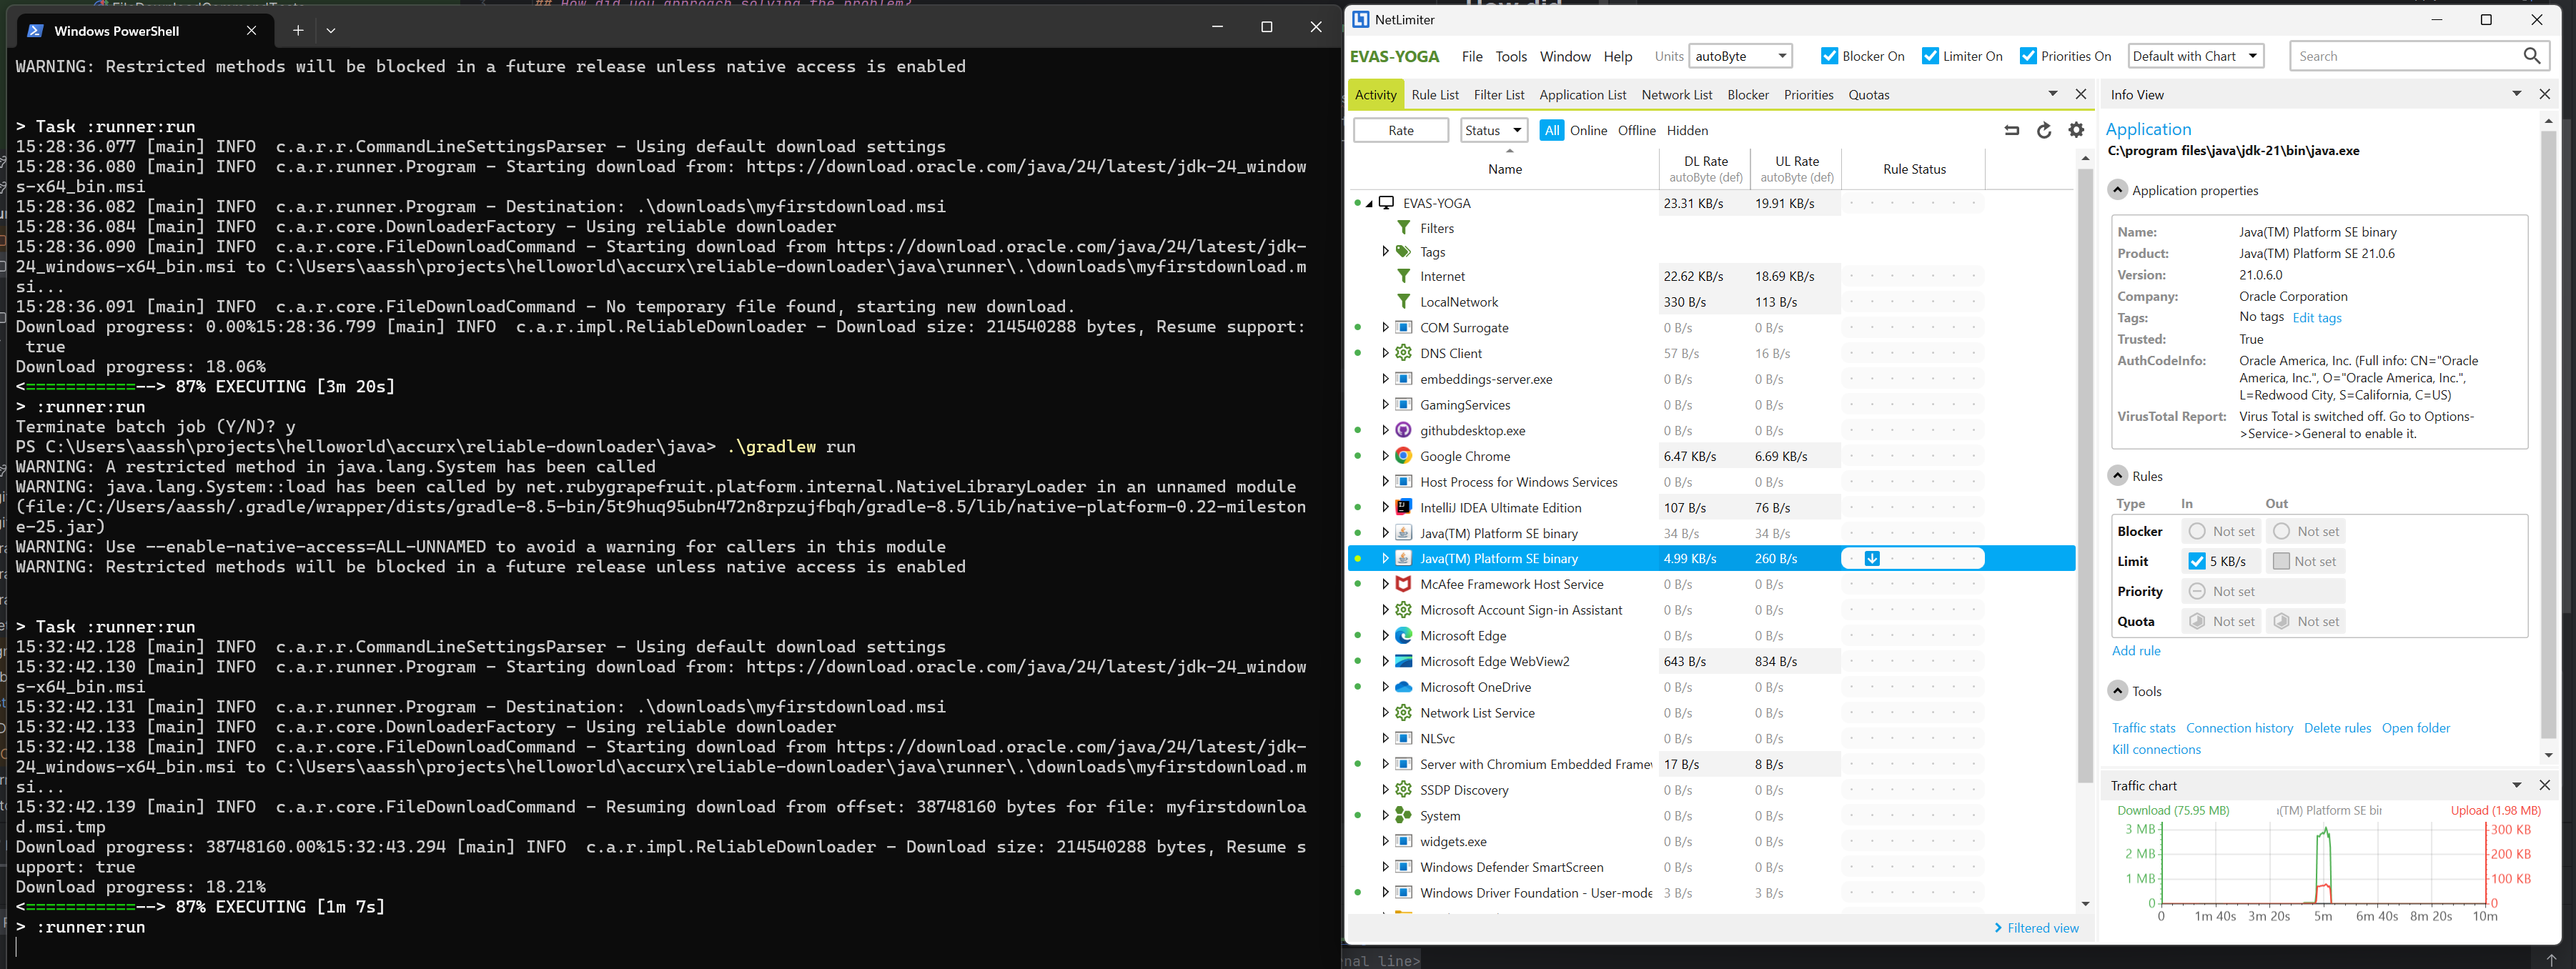 ## How did you approach solving the problem?
Windows PowerShell
WARNING: Restricted methods will be blocked in a future release unless native access is enabled
> Task :runner:run
15:28:36.077 [main] INFO  c.a.r.r.CommandLineSettingsParser - Using default download settings
15:28:36.080 [main] INFO  c.a.r.runner.Program - Starting download from: https://download.oracle.com/java/24/latest/jdk-24_window
s-x64_bin.msi
15:28:36.082 [main] INFO  c.a.r.runner.Program - Destination: .\downloads\myfirstdownload.msi
15:28:36.084 [main] INFO  c.a.r.core.DownloaderFactory - Using reliable downloader
15:28:36.090 [main] INFO  c.a.r.core.FileDownloadCommand - Starting download from https://download.oracle.com/java/24/latest/jdk-
24_windows-x64_bin.msi to C:\Users\aassh\projects\helloworld\accurx\reliable-downloader\java\runner\.\downloads\myfirstdownload.m
si...
15:28:36.091 [main] INFO  c.a.r.core.FileDownloadCommand - No temporary file found, starting new download.
Download progress: 0.00%15:28:36.799 [main] INFO  c.a.r.impl.ReliableDownloader - Download size: 214540288 bytes, Resume support:
 true
Download progress: 18.06%
<===========--> 87% EXECUTING [3m 20s]
> :runner:run
Terminate batch job (Y/N)? y
PS C:\Users\aassh\projects\helloworld\accurx\reliable-downloader\java> .\gradlew run
WARNING: A restricted method in java.lang.System has been called
WARNING: java.lang.System::load has been called by net.rubygrapefruit.platform.internal.NativeLibraryLoader in an unnamed module
(file:/C:/Users/aassh/.gradle/wrapper/dists/gradle-8.5-bin/5t9huq95ubn472n8rpzujfbqh/gradle-8.5/lib/native-platform-0.22-mileston
e-25.jar)
WARNING: Use --enable-native-access=ALL-UNNAMED to avoid a warning for callers in this module
WARNING: Restricted methods will be blocked in a future release unless native access is enabled
> Task :runner:run
15:32:42.128 [main] INFO  c.a.r.r.CommandLineSettingsParser - Using default download settings
15:32:42.130 [main] INFO  c.a.r.runner.Program - Starting download from: https://download.oracle.com/java/24/latest/jdk-24_window
s-x64_bin.msi
15:32:42.131 [main] INFO  c.a.r.runner.Program - Destination: .\downloads\myfirstdownload.msi
15:32:42.133 [main] INFO  c.a.r.core.DownloaderFactory - Using reliable downloader
15:32:42.138 [main] INFO  c.a.r.core.FileDownloadCommand - Starting download from https://download.oracle.com/java/24/latest/jdk-
24_windows-x64_bin.msi to C:\Users\aassh\projects\helloworld\accurx\reliable-downloader\java\runner\.\downloads\myfirstdownload.m
si...
15:32:42.139 [main] INFO  c.a.r.core.FileDownloadCommand - Resuming download from offset: 38748160 bytes for file: myfirstdownloa
d.msi.tmp
Download progress: 38748160.00%15:32:43.294 [main] INFO  c.a.r.impl.ReliableDownloader - Download size: 214540288 bytes, Resume s
upport: true
Download progress: 18.21%
<===========--> 87% EXECUTING [1m 7s]
> :runner:run
NetLimiter
EVAS-YOGA File Tools Window Help Units autoByte Blocker On Limiter On Priorities On Default with Chart Search
Activity Rule List Filter List Application List Network List Blocker Priorities Quotas
Rate Status All Online Offline Hidden
Name DL Rate UL Rate Rule Status
autoByte (def) autoByte (def)
EVAS-YOGA 23.31 KB/s 19.91 KB/s
Filters
Tags
Internet 22.62 KB/s 18.69 KB/s
LocalNetwork 330 B/s 113 B/s
COM Surrogate 0 B/s 0 B/s
DNS Client 57 B/s 16 B/s
embeddings-server.exe 0 B/s 0 B/s
GamingServices 0 B/s 0 B/s
githubdesktop.exe 0 B/s 0 B/s
Google Chrome 6.47 KB/s 6.69 KB/s
Host Process for Windows Services 0 B/s 0 B/s
IntelliJ IDEA Ultimate Edition 107 B/s 76 B/s
Java(TM) Platform SE binary 34 B/s 34 B/s
Java(TM) Platform SE binary 4.99 KB/s 260 B/s
McAfee Framework Host Service 0 B/s 0 B/s
Microsoft Account Sign-in Assistant 0 B/s 0 B/s
Microsoft Edge 0 B/s 0 B/s
Microsoft Edge WebView2 643 B/s 834 B/s
Microsoft OneDrive 0 B/s 0 B/s
Network List Service 0 B/s 0 B/s
NLSvc 0 B/s 0 B/s
Server with Chromium Embedded Framew 17 B/s 8 B/s
SSDP Discovery 0 B/s 0 B/s
System 0 B/s 0 B/s
widgets.exe 0 B/s 0 B/s
Windows Defender SmartScreen 0 B/s 0 B/s
Windows Driver Foundation - User-mode 3 B/s 3 B/s
Filtered view
Info View
Application
C:\program files\java\jdk-21\bin\java.exe
Application properties
Name: Java(TM) Platform SE binary
Product: Java(TM) Platform SE 21.0.6
Version: 21.0.6.0
Company: Oracle Corporation
Tags: No tags Edit tags
Trusted: True
AuthCodeInfo: Oracle America, Inc. (Full info: CN="Oracle
America, Inc.", O="Oracle America, Inc.",
L=Redwood City, S=California, C=US)
VirusTotal Report: Virus Total is switched off. Go to Options-
>Service->General to enable it.
Rules
Type In Out
Blocker Not set Not set
Limit 5 KB/s Not set
Priority Not set
Quota Not set Not set
Add rule
Tools
Traffic stats Connection history Delete rules Open folder
Kill connections
Traffic chart
Download (75.95 MB) (TM) Platform SE bir Upload (1.98 MB)
3 MB 300 KB
2 MB 200 KB
1 MB 100 KB
0 0
0 1m 40s 3m 20s 5m 6m 40s 8m 20s 10m
nal line>